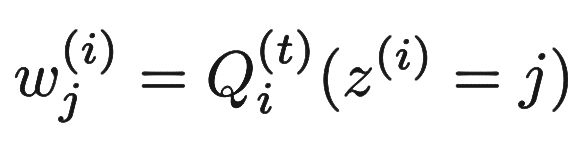 w_j^{(i)} = Q_i^{(t)}(z^{(i)} = j)